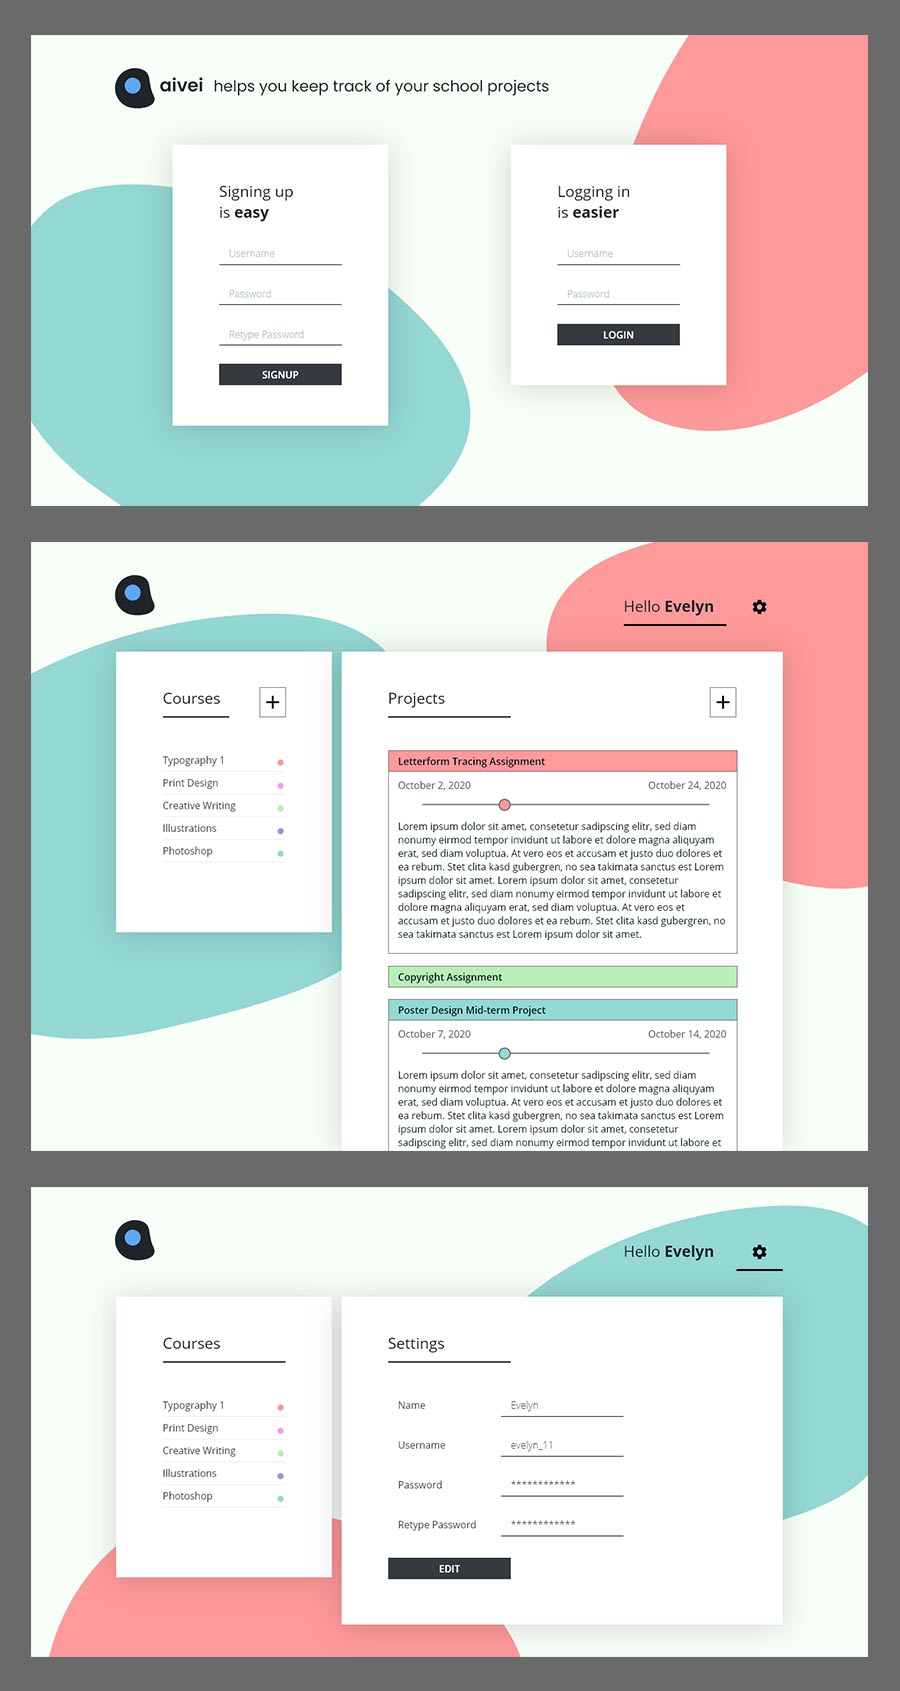 aivei helps you keep track of your school projects
Signing up
is easy
Username
Password
Retype Password
SIGNUP
Logging in
is easier
Username
Password
LOGIN
Hello Evelyn
Courses
+
Typography 1
Print Design
Creative Writing
Illustrations
Photoshop
Projects
+
Letterform Tracing Assignment
October 2, 2020 October 24, 2020
Lorem ipsum dolor sit amet, consetetur sadipscing elitr, sed diam
nonumy eirmod tempor invidunt ut labore et dolore magna aliquyam
erat, sed diam voluptua. At vero eos et accusam et justo duo dolores et
ea rebum. Stet clita kasd gubergren, no sea takimata sanctus est Lorem
ipsum dolor sit amet. Lorem ipsum dolor sit amet, consetetur
sadipscing elitr, sed diam nonumy eirmod tempor invidunt ut labore et
dolore magna aliquyam erat, sed diam voluptua. At vero eos et
accusam et justo duo dolores et ea rebum. Stet clita kasd gubergren, no
sea takimata sanctus est Lorem ipsum dolor sit amet.
Copyright Assignment
Poster Design Mid-term Project
October 7, 2020 October 14, 2020
Lorem ipsum dolor sit amet, consetetur sadipscing elitr, sed diam
nonumy eirmod tempor invidunt ut labore et dolore magna aliquyam
erat, sed diam voluptua. At vero eos et accusam et justo duo dolores et
ea rebum. Stet clita kasd gubergren, no sea takimata sanctus est Lorem
ipsum dolor sit amet. Lorem ipsum dolor sit amet, consetetur
sadipscing elitr, sed diam nonumy eirmod tempor invidunt ut labore et
Hello Evelyn
Courses
Typography 1
Print Design
Creative Writing
Illustrations
Photoshop
Settings
Name Evelyn
Username evelyn_11
Password ************
Retype Password ************
EDIT